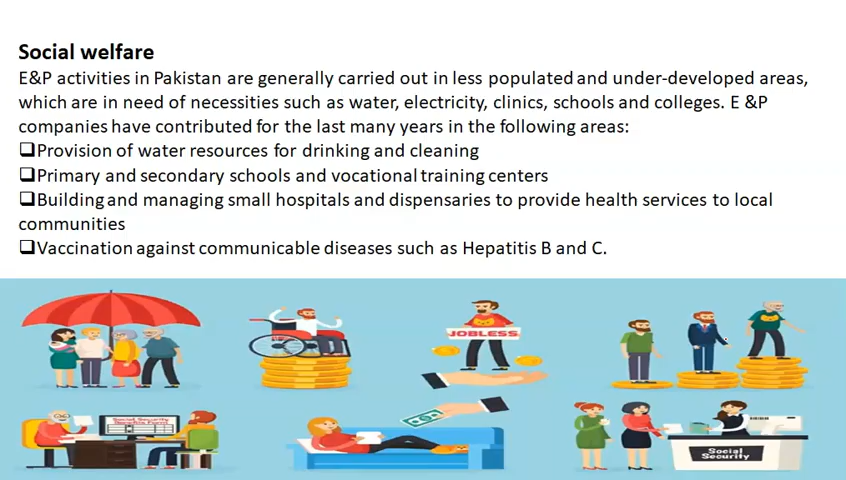 Social welfare
E&P activities in Pakistan are generally carried out in less populated and under-developed areas,
which are in need of necessities such as water, electricity, clinics, schools and colleges. E &P
companies have contributed for the last many years in the following areas:
❑Provision of water resources for drinking and cleaning
❑Primary and secondary schools and vocational training centers
❑Building and managing small hospitals and dispensaries to provide health services to local
communities
❑Vaccination against communicable diseases such as Hepatitis B and C.
JOBLESS
Social Security
Benefits Form
Social
Security